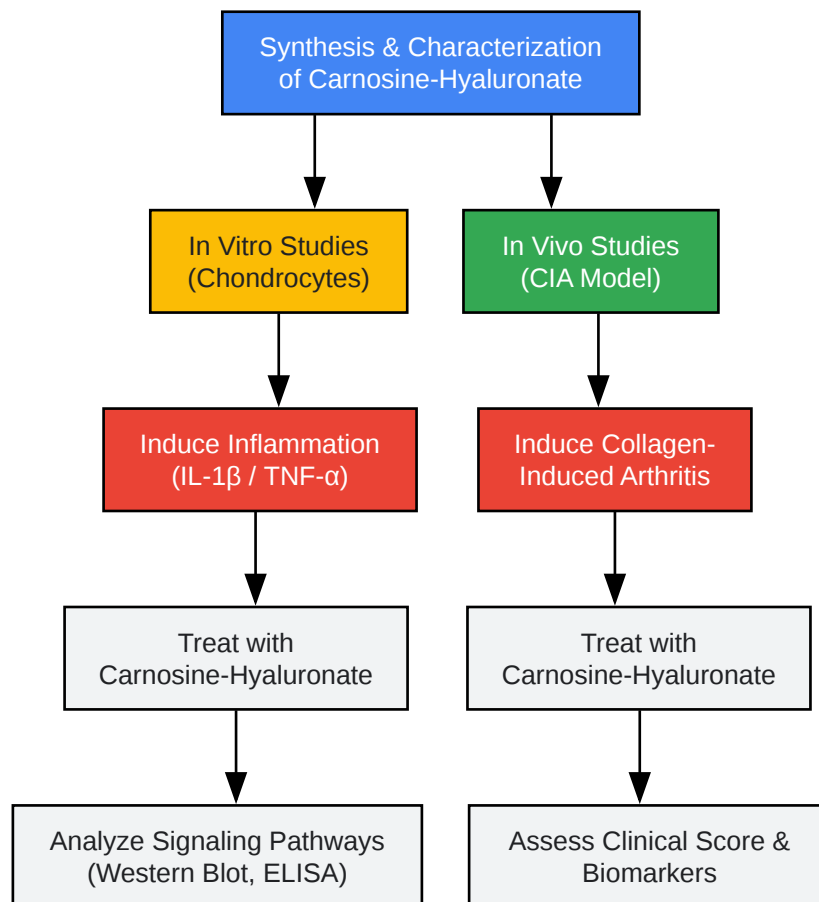 Synthesis & Characterization
of Carnosine-Hyaluronate
In Vitro Studies
(Chondrocytes)
In Vivo Studies
(CIA Model)
Induce Inflammation
(IL-1β / TNF-α)
Induce Collagen-
Induced Arthritis
Treat with
Carnosine-Hyaluronate
Treat with
Carnosine-Hyaluronate
Analyze Signaling Pathways
(Western Blot, ELISA)
Assess Clinical Score &
Biomarkers